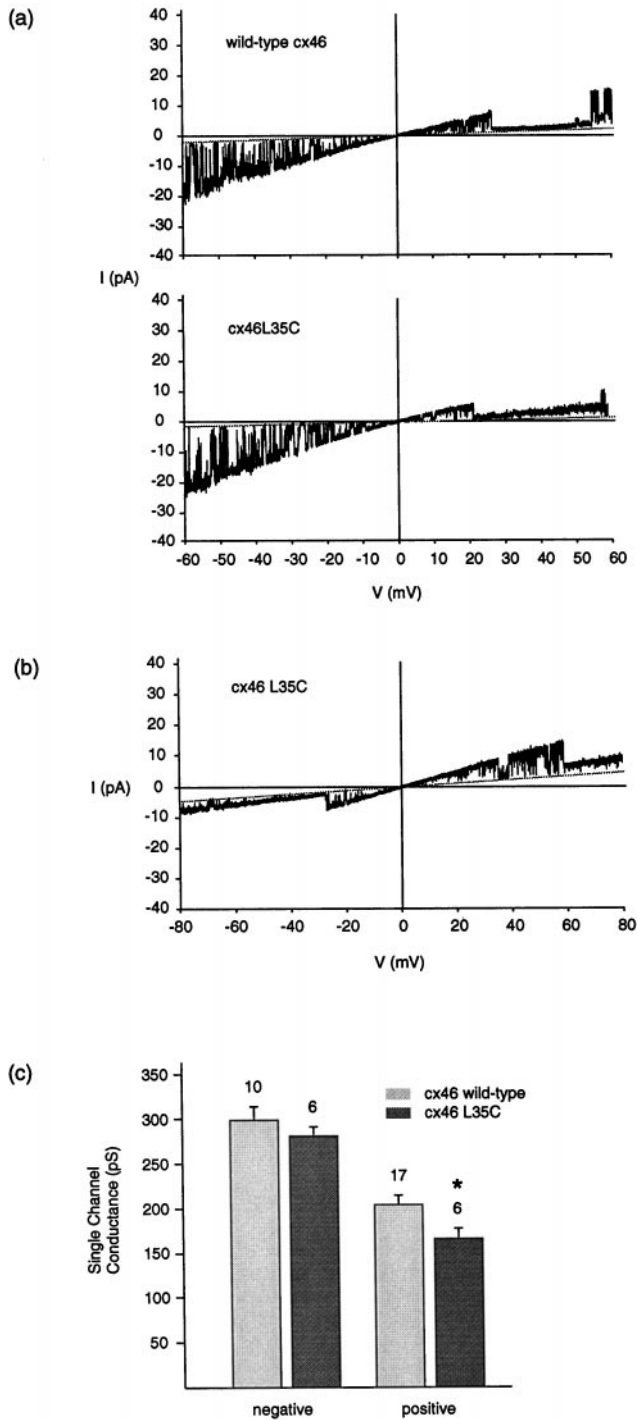 (a)
wild-type cx46
40
30
20
10
0
-10
-20
-30
-40
I (pA)
cx46L35C
40
30
20
10
0
-10
-20
-30
-40
-60 -50 -40 -30 -20 -10 0 10 20 30 40 50 60
V (mV)
(b)
cx46 L35C
40
30
20
10
I (pA) 0
-10
-20
-30
-40
-80 -60 -40 -20 0 20 40 60 80
V (mV)
(c)
Single Channel
Conductance (pS)
350
300
250
200
150
100
50
10
6
17
*
6
cx46 wild-type
cx46 L35C
negative positive